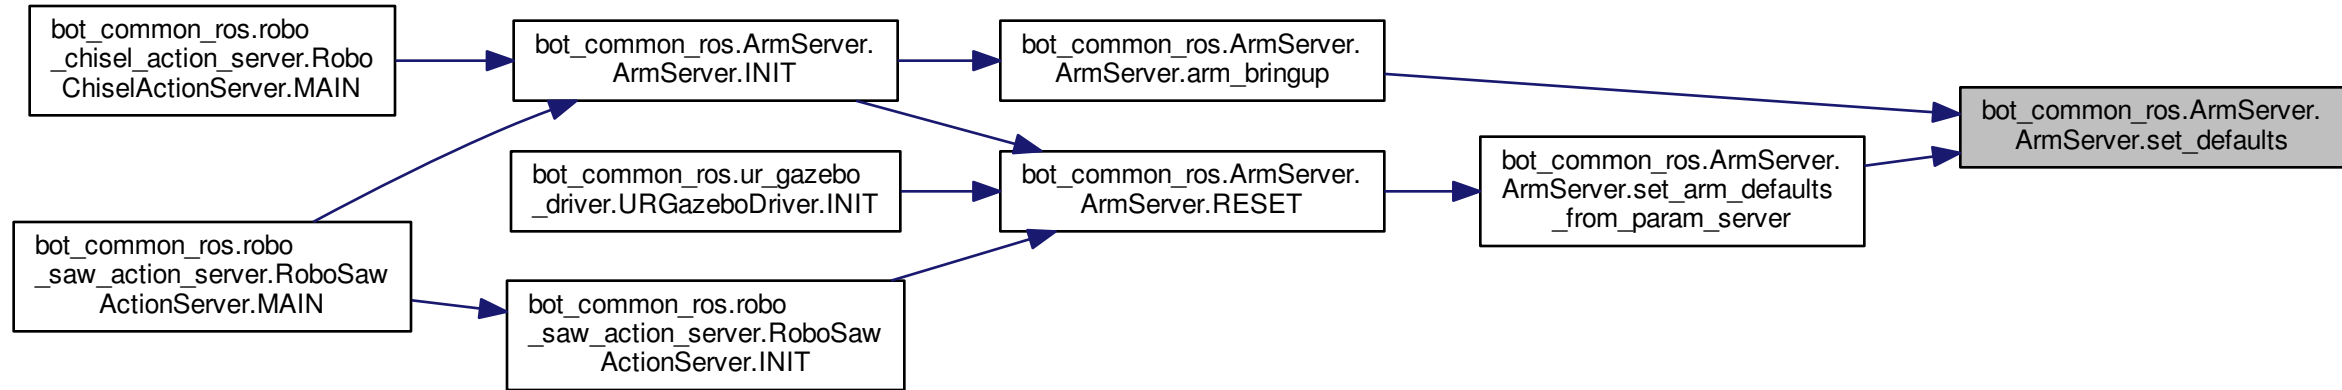 bot_common_ros.robo
_chisel_action_server.Robo
ChiselActionServer.MAIN
bot_common_ros.ArmServer.
ArmServer.INIT
bot_common_ros.ArmServer.
ArmServer.arm_bringup
bot_common_ros.ArmServer.
ArmServer.set_defaults
bot_common_ros.ur_gazebo
_driver.URGazeboDriver.INIT
bot_common_ros.ArmServer.
ArmServer.RESET
bot_common_ros.ArmServer.
ArmServer.set_arm_defaults
_from_param_server
bot_common_ros.robo
_saw_action_server.RoboSaw
ActionServer.MAIN
bot_common_ros.robo
_saw_action_server.RoboSaw
ActionServer.INIT